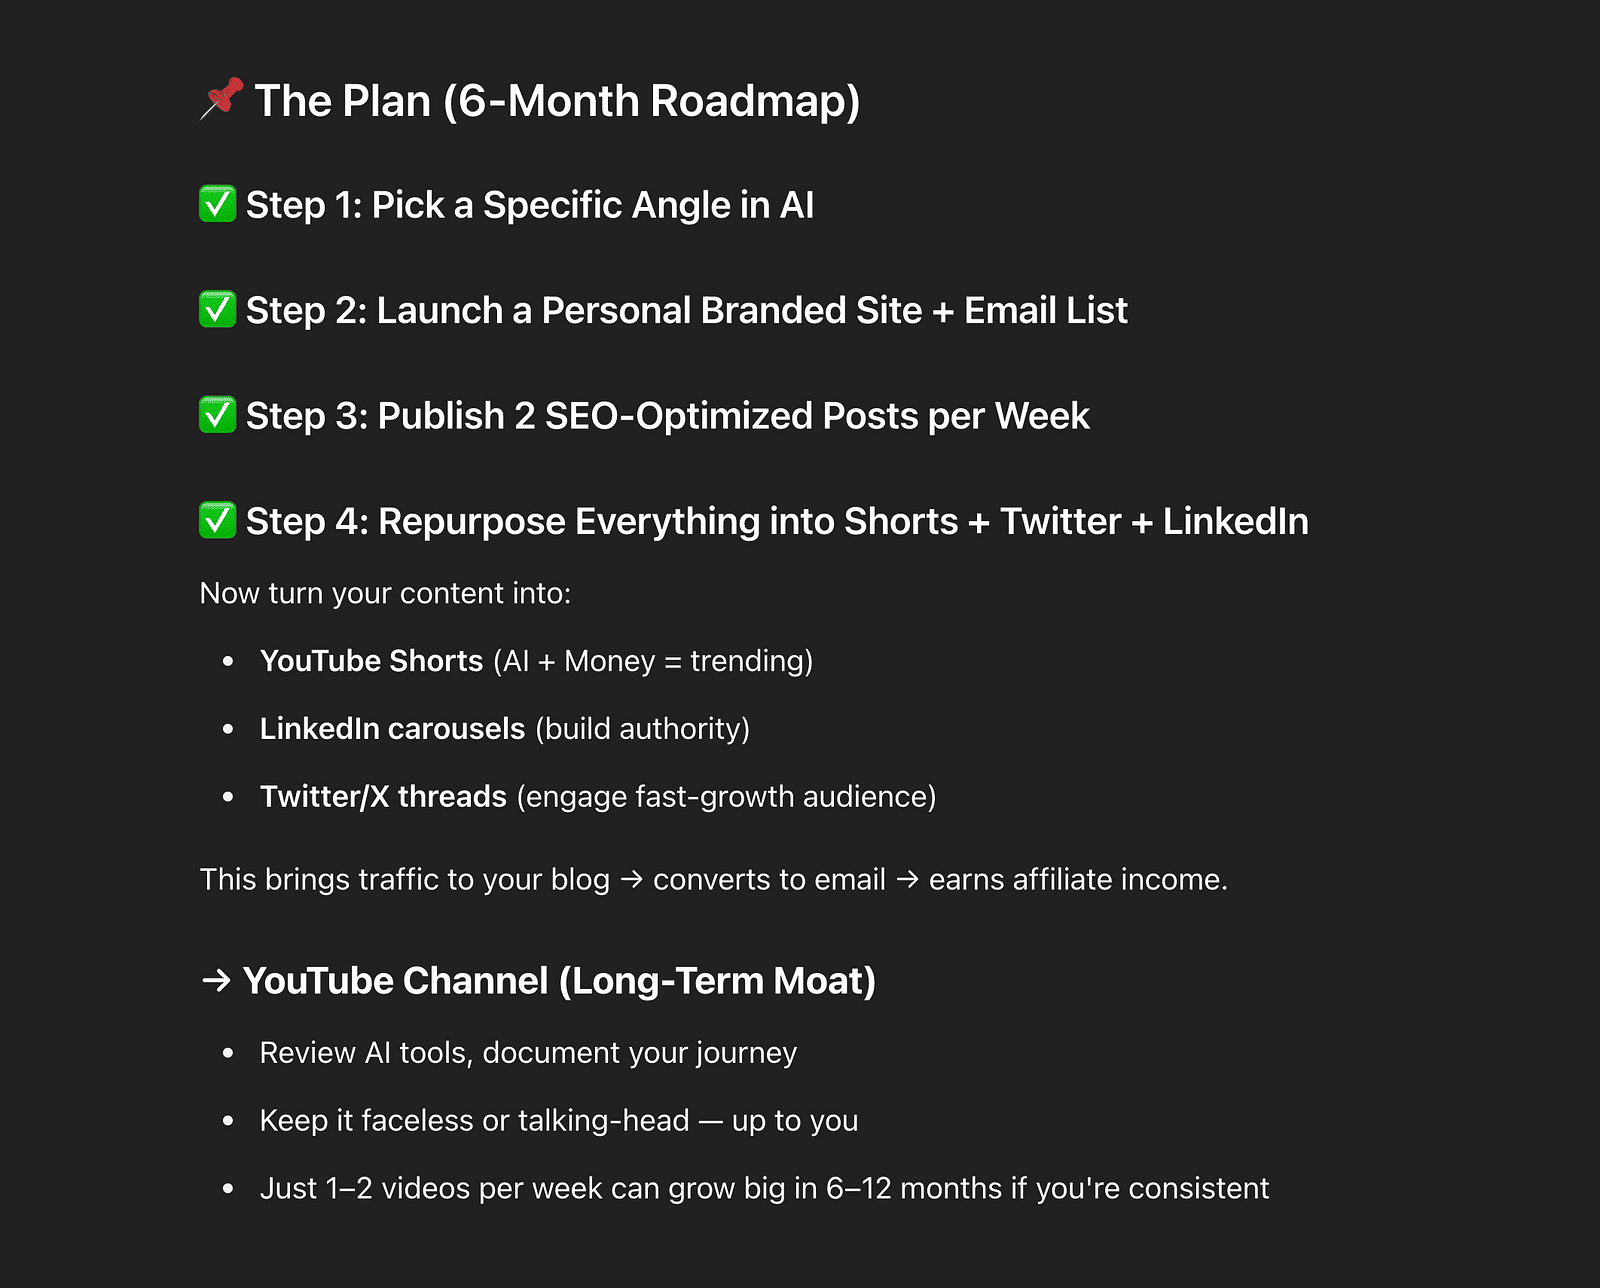 📌 The Plan (6-Month Roadmap)
✅ Step 1: Pick a Specific Angle in AI
✅ Step 2: Launch a Personal Branded Site + Email List
✅ Step 3: Publish 2 SEO-Optimized Posts per Week
✅ Step 4: Repurpose Everything into Shorts + Twitter + LinkedIn
Now turn your content into:
• YouTube Shorts (AI + Money = trending)
• LinkedIn carousels (build authority)
• Twitter/X threads (engage fast-growth audience)
This brings traffic to your blog → converts to email → earns affiliate income.
→ YouTube Channel (Long-Term Moat)
• Review AI tools, document your journey
• Keep it faceless or talking-head — up to you
• Just 1–2 videos per week can grow big in 6–12 months if you're consistent